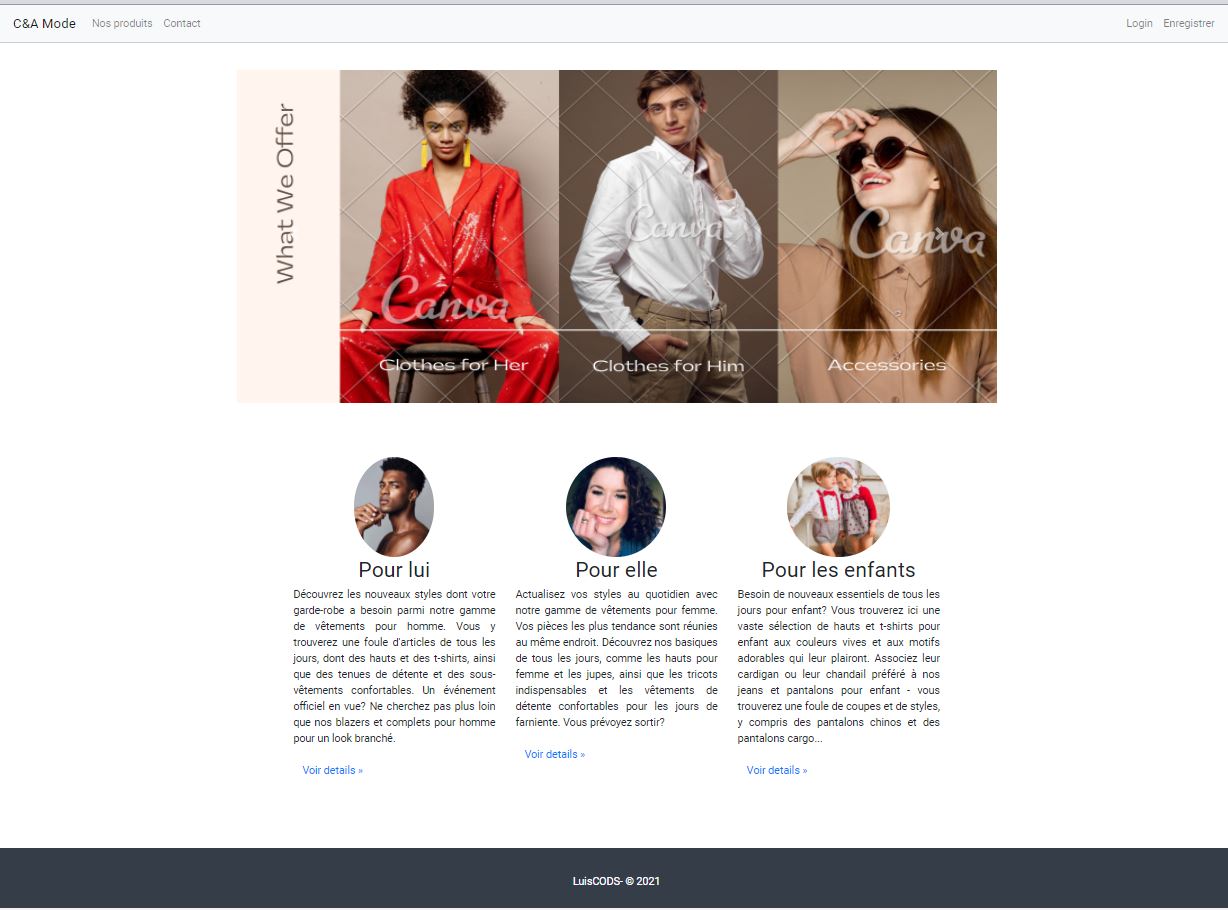 C&A Mode Nos produits Contact Login Enregistrer
What We Offer
Canva
Canva
Canva
Clothes for Her
Clothes for Him
Accessories
Pour lui
Découvrez les nouveaux styles dont votre
garde-robe a besoin parmi notre gamme
de vêtements pour homme. Vous y
trouverez une foule d'articles de tous les
jours, dont des hauts et des t-shirts, ainsi
que des tenues de détente et des sous-
vêtements confortables. Un événement
officiel en vue? Ne cherchez pas plus loin
que nos blazers et complets pour homme
pour un look branché.
Voir details »
Pour elle
Actualisez vos styles au quotidien avec
notre gamme de vêtements pour femme.
Vos pièces les plus tendance sont réunies
au même endroit. Découvrez nos basiques
de tous les jours, comme les hauts pour
femme et les jupes, ainsi que les tricots
indispensables et les vêtements de
détente confortables pour les jours de
farniente. Vous prévoyez sortir?
Voir details »
Pour les enfants
Besoin de nouveaux essentiels de tous les
jours pour enfant? Vous trouverez ici une
vaste sélection de hauts et t-shirts pour
enfant aux couleurs vives et aux motifs
adorables qui leur plairont. Associez leur
cardigan ou leur chandail préféré à nos
jeans et pantalons pour enfant - vous
trouverez une foule de coupes et de styles,
y compris des pantalons chinos et des
pantalons cargo...
Voir details »
LuisCODS- © 2021